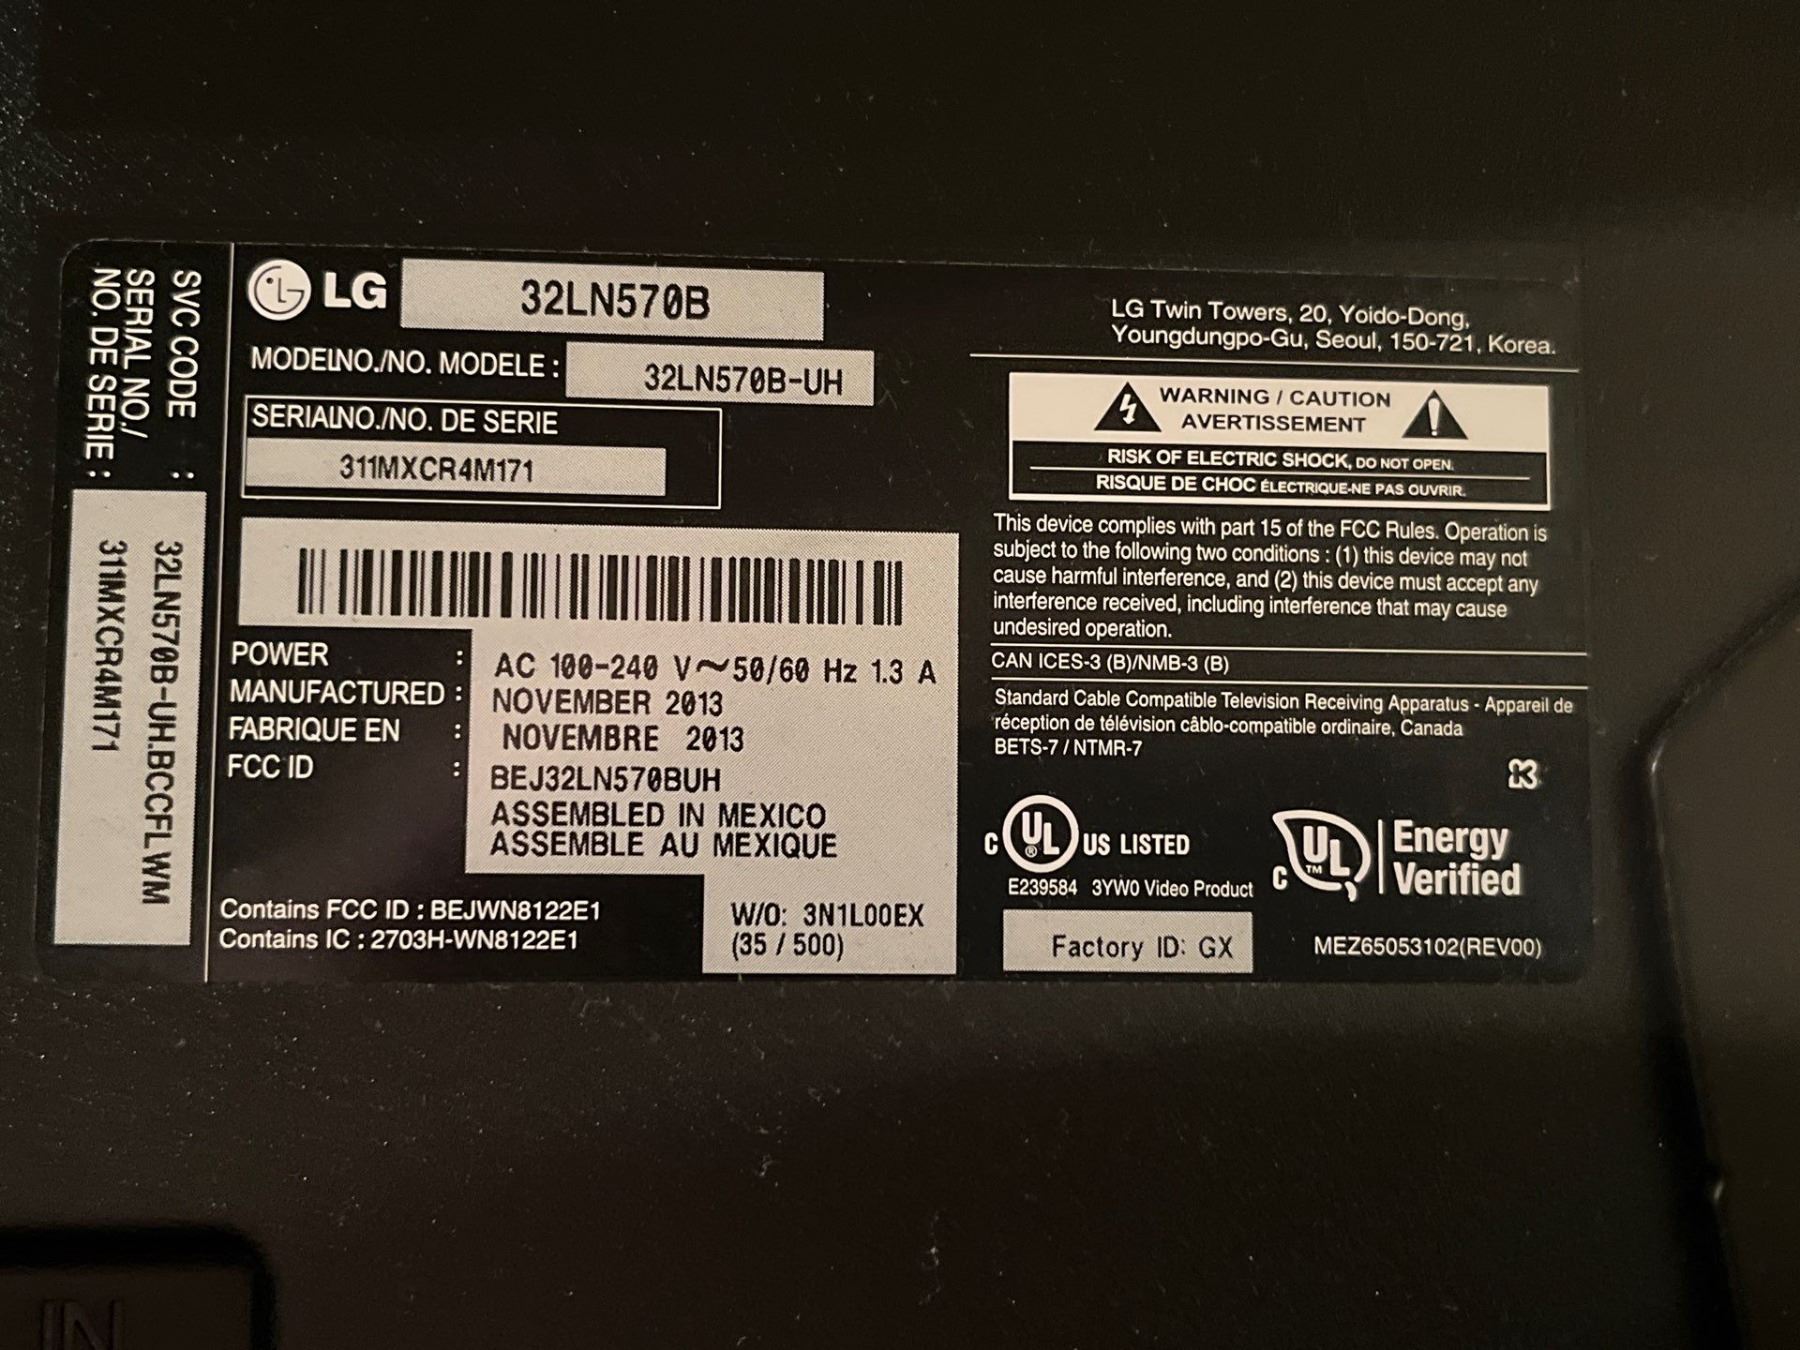 SVC CODE : 32LN570B-UH.BCCFLWM
SERIAL NO./
NO. DE SERIE : 311MXCR4M171
LG 32LN570B
MODELNO./NO. MODELE : 32LN570B-UH
SERIALNO./NO. DE SERIE
311MXCR4M171
POWER : AC 100-240 V~50/60 Hz 1.3 A
MANUFACTURED : NOVEMBER 2013
FABRIQUE EN : NOVEMBRE 2013
FCC ID : BEJ32LN570BUH
ASSEMBLED IN MEXICO
ASSEMBLE AU MEXIQUE
Contains FCC ID : BEJWN8122E1
Contains IC : 2703H-WN8122E1
W/O: 3N1L00EX
(35 / 500)
LG Twin Towers, 20, Yoido-Dong,
Youngdungpo-Gu, Seoul, 150-721, Korea.
WARNING / CAUTION
AVERTISSEMENT
RISK OF ELECTRIC SHOCK, DO NOT OPEN.
RISQUE DE CHOC ÉLECTRIQUE-NE PAS OUVRIR.
This device complies with part 15 of the FCC Rules. Operation is
subject to the following two conditions : (1) this device may not
cause harmful interference, and (2) this device must accept any
interference received, including interference that may cause
undesired operation.
CAN ICES-3 (B)/NMB-3 (B)
Standard Cable Compatible Television Receiving Apparatus - Appareil de
réception de télévision câblo-compatible ordinaire, Canada
BETS-7 / NTMR-7
C UL ® US LISTED
E239584 3YW0 Video Product
C UL ™ Energy
Verified
Factory ID: GX
MEZ65053102(REV00)
IN